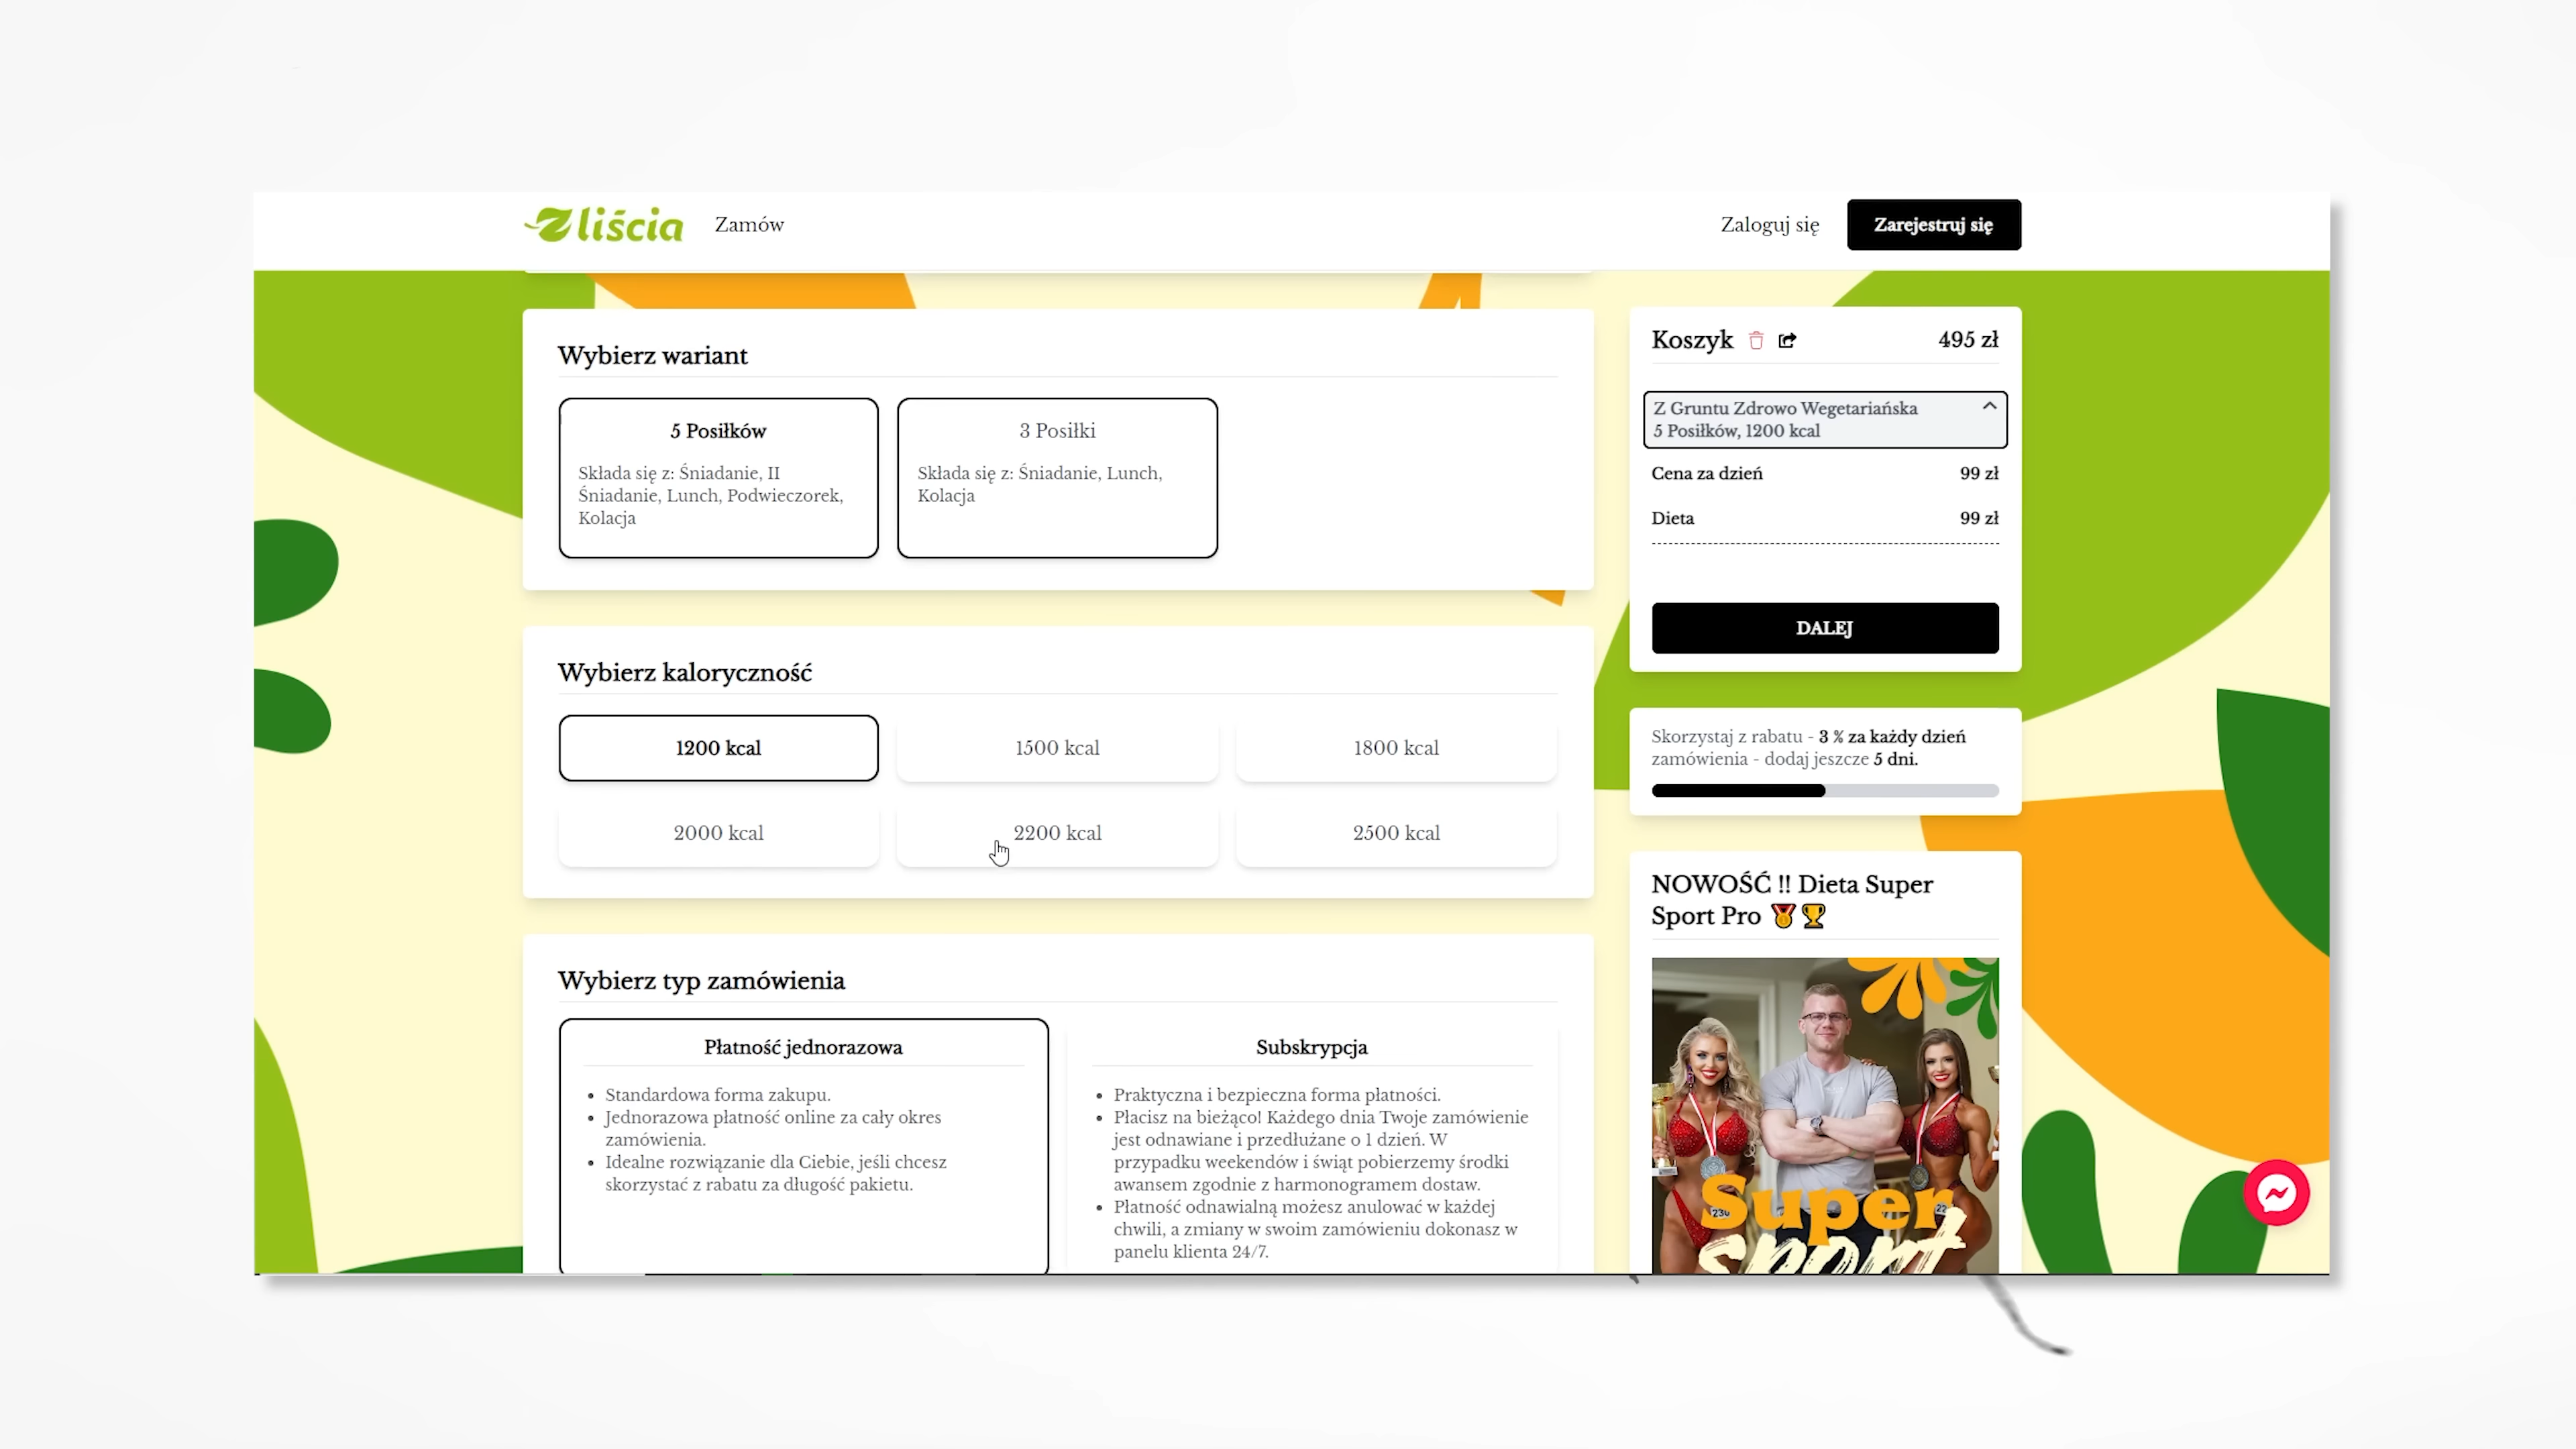 Zliścia
Zamów
Zaloguj się
Zarejestruj się
Wybierz wariant
5 Posiłków
Składa się z: Śniadanie, II
Śniadanie, Lunch, Podwieczorek,
Kolacja
3 Posiłki
Składa się z: Śniadanie, Lunch,
Kolacja
Wybierz kaloryczność
1200 kcal
1500 kcal
1800 kcal
2000 kcal
2200 kcal
2500 kcal
Wybierz typ zamówienia
Płatność jednorazowa
Standardowa forma zakupu.
Jednorazowa płatność online za cały okres
zamówienia.
Idealne rozwiązanie dla Ciebie, jeśli chcesz
skorzystać z rabatu za długość pakietu.
Subskrypcja
Praktyczna i bezpieczna forma płatności.
Płacisz na bieżąco! Każdego dnia Twoje zamówienie
jest odnawiane i przedłużane o 1 dzień. W
przypadku weekendów i świąt pobierzemy środki
awansem zgodnie z harmonogramem dostaw.
Płatność odnawialną możesz anulować w każdej
chwili, a zmiany w swoim zamówieniu dokonasz w
panelu klienta 24/7.
Koszyk 495 zł
Z Gruntu Zdrowo Wegetariańska
5 Posiłków, 1200 kcal
Cena za dzień 99 zł
Dieta 99 zł
DALEJ
Skorzystaj z rabatu - 3 % za każdy dzień
zamówienia - dodaj jeszcze 5 dni.
NOWOŚĆ !! Dieta Super
Sport Pro 🏅🏆
Super
sport
230